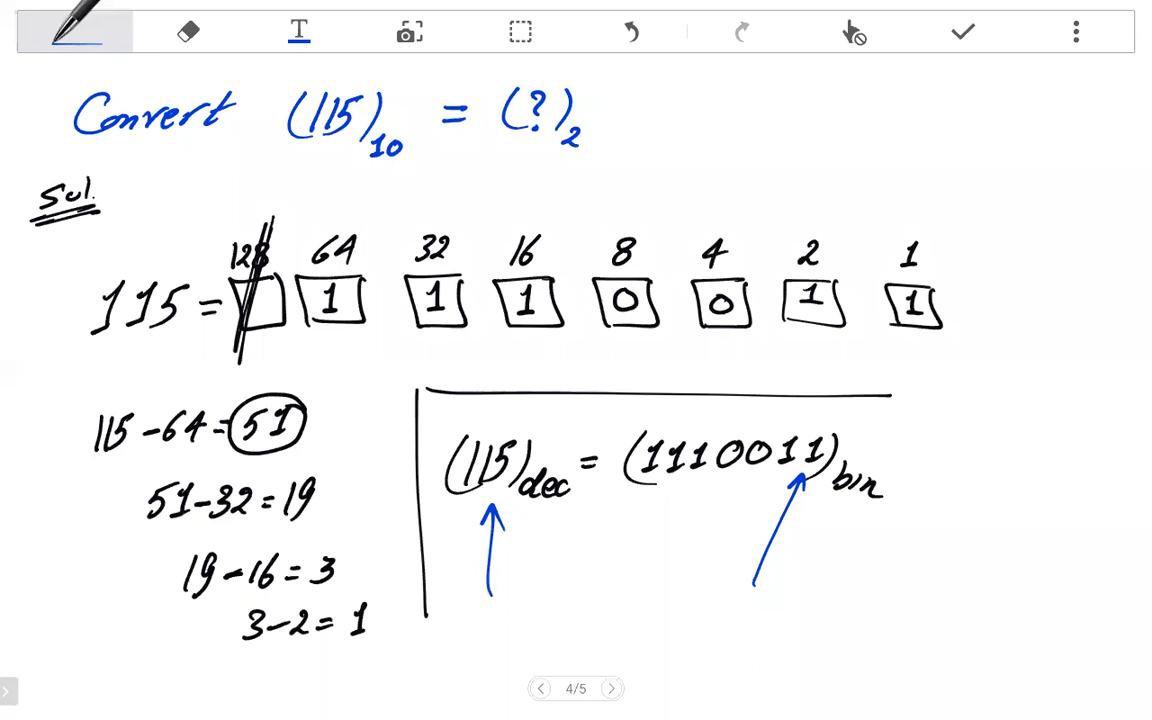 T
Convert (115)10 = (?)2
Sol.
128 64 32 16 8 4 2 1
115 = 1 1 1 0 0 1 1
115 - 64 = 51
51 - 32 = 19
19 - 16 = 3
3 - 2 = 1
(115)dec = (1110011)bin
4/5